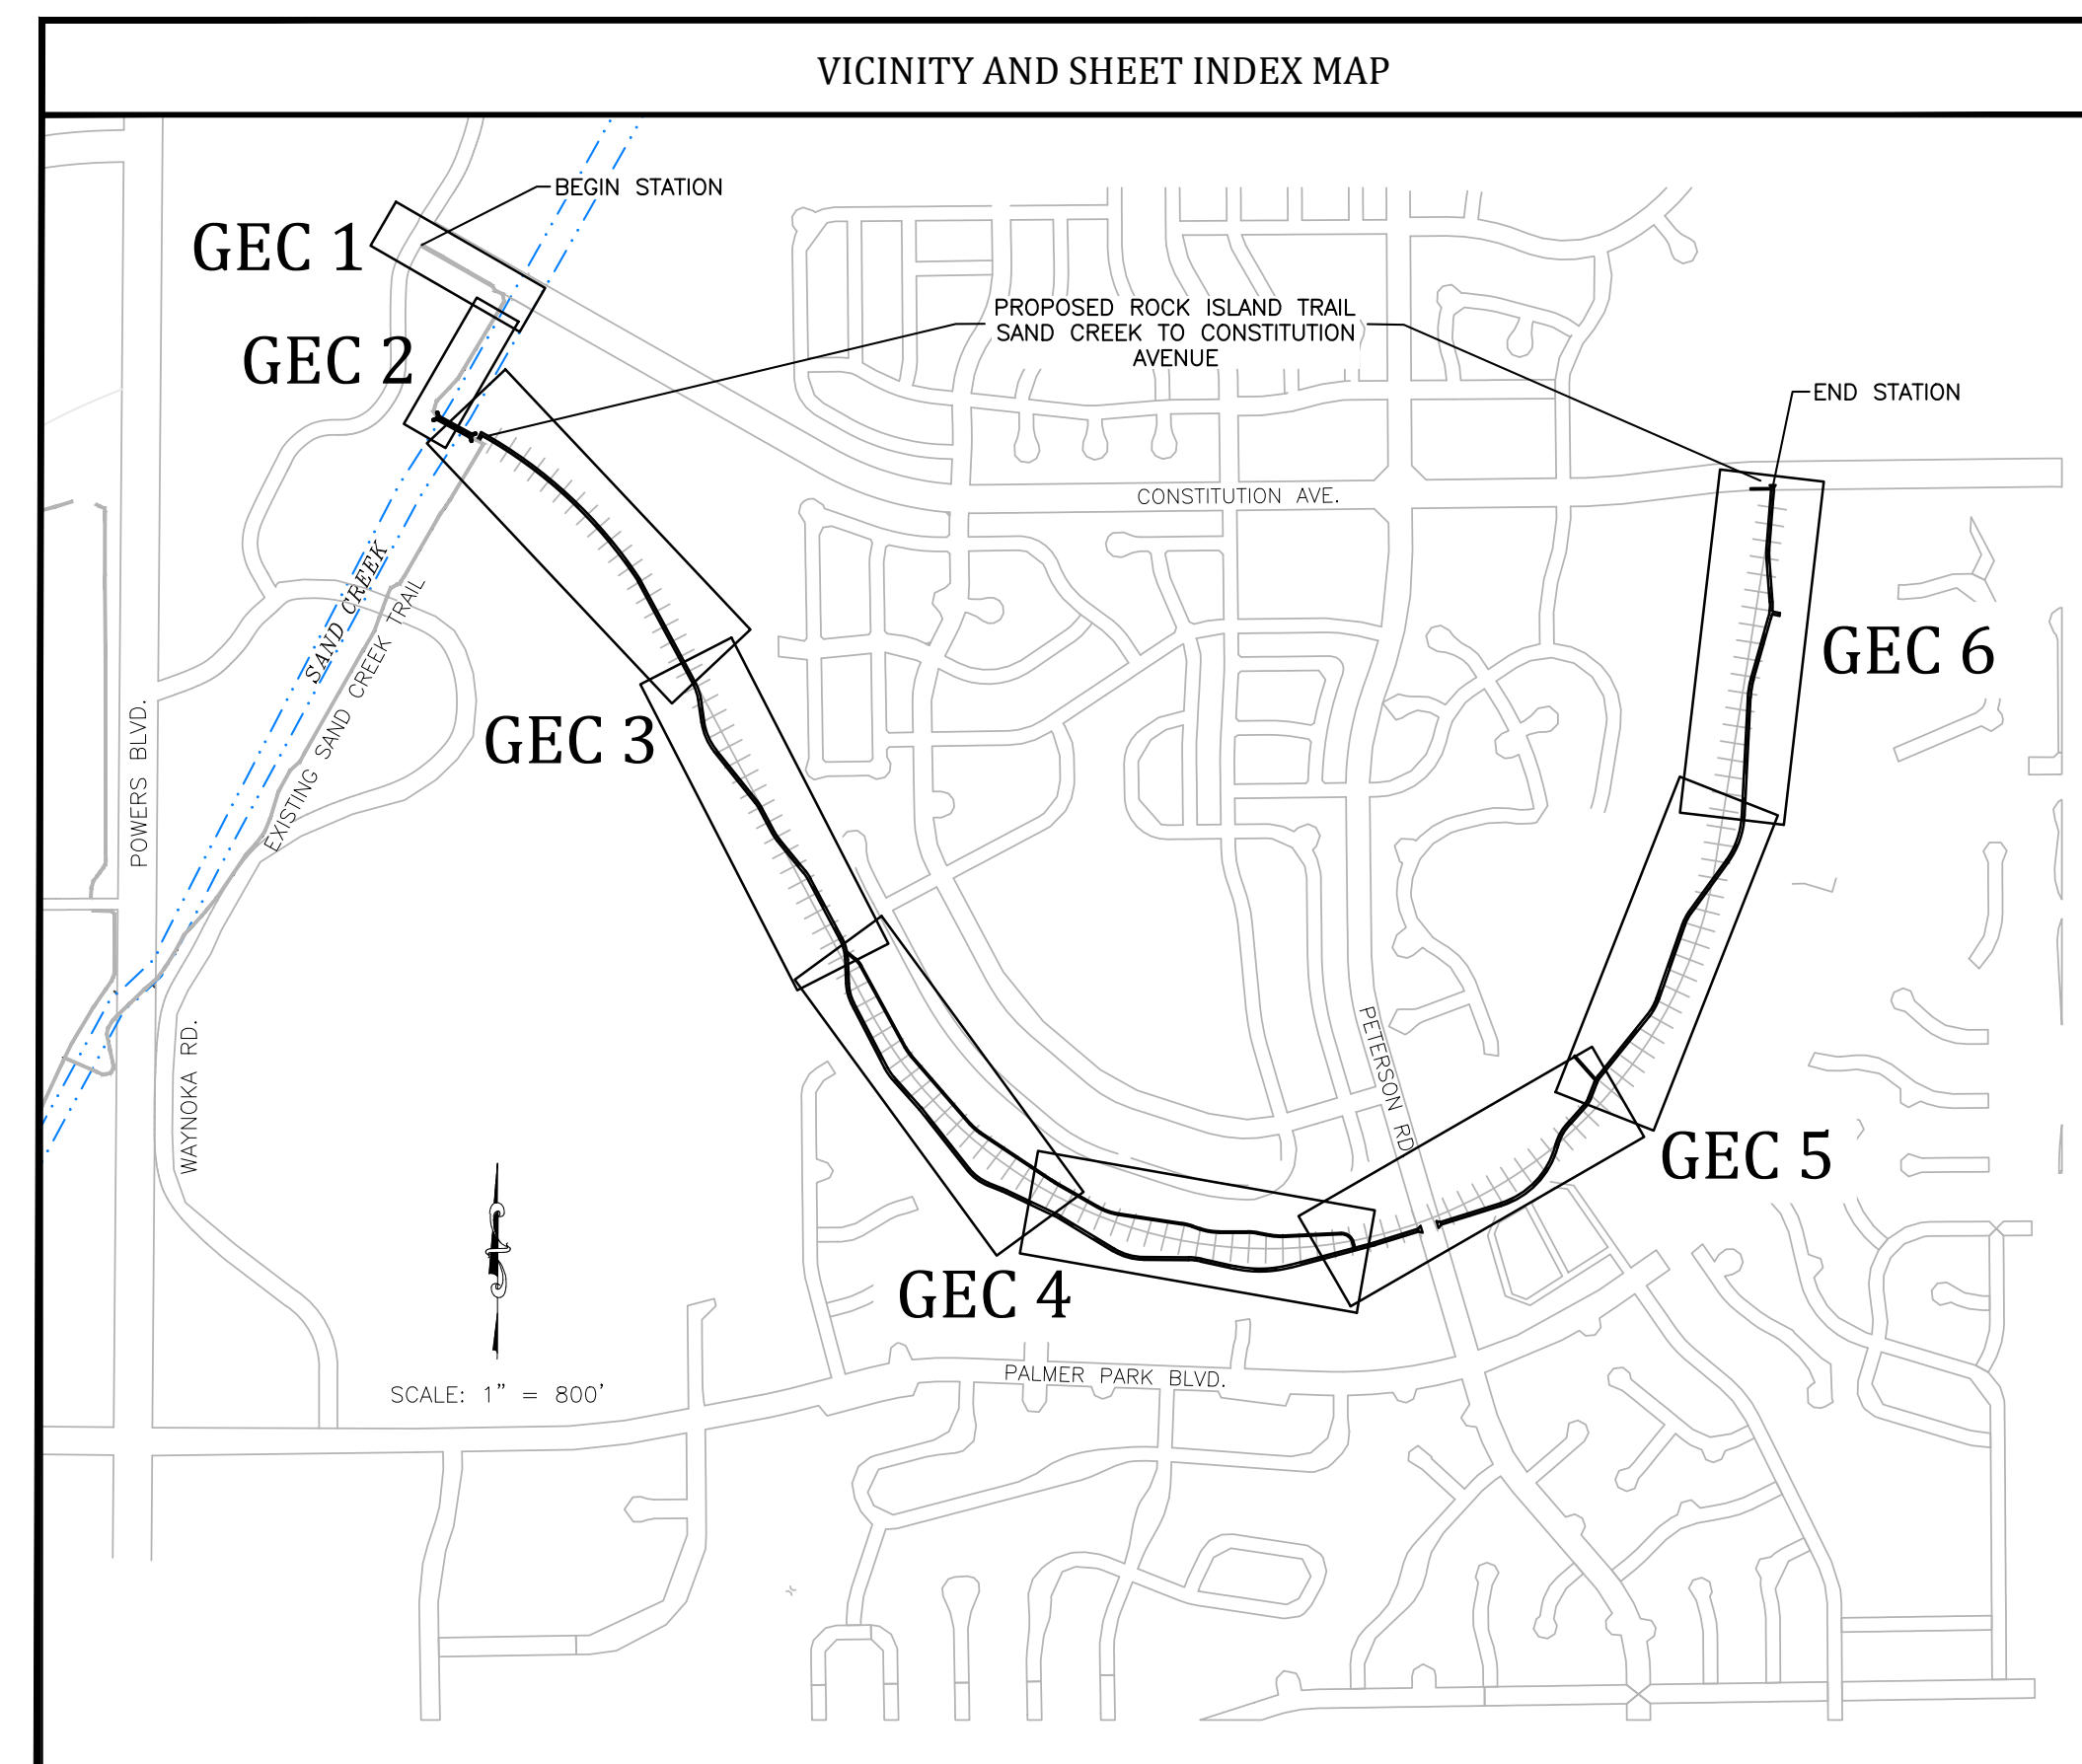 VICINITY AND SHEET INDEX MAP
BEGIN STATION
GEC 1
GEC 2
PROPOSED ROCK ISLAND TRAIL
SAND CREEK TO CONSTITUTION
AVENUE
END STATION
CONSTITUTION AVE.
SAND CREEK
EXISTING SAND CREEK TRAIL
GEC 3
GEC 6
POWERS BLVD.
WAYNOKA RD.
PETERSON RD
GEC 5
GEC 4
PALMER PARK BLVD.
SCALE: 1" = 800'